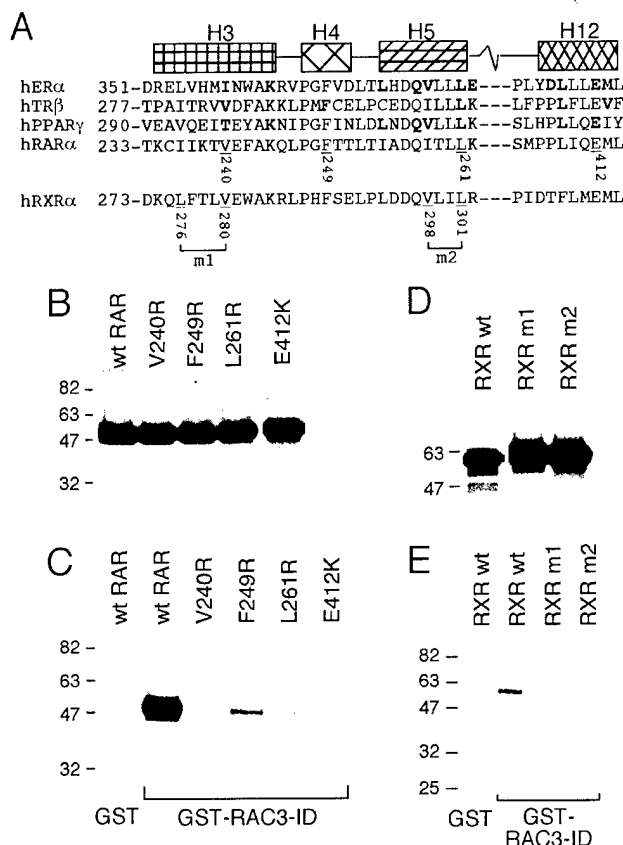 A
H3 H4 H5 H12
hERα 351-DRELVHMINWAKRVPGFVDLTLHDQVLLLE---PLYDLLLEML
hTRβ 277-TPAITRVVDFAKKLPMFCELPCEDQIILLK---LFPPLFLEVF
hPPARγ 290-VEAVQEITEYAKNIPGFINLDLNDQVTLLK---SLHPLLQEIY
hRARα 233-TKCIIKTVEFAKQLPGFTTLTIADQITLLK---SMPPLIQEML
240 249 261 412
hRXRα 273-DKQLFTLVEWAKRLPHFSELPLDDQVLILR---PIDTFLMEML
276 280 298 301
m1 m2
B
wt RAR V240R F249R L261R E412K
82
63
47
32
C
wt RAR wt RAR V240R F249R L261R E412K
82
63
47
32
GST GST-RAC3-ID
D
RXR wt RXR m1 RXR m2
63
47
E
RXR wt RXR wt RXR m1 RXR m2
82
63
47
32
25
GST GST-
RAC3-ID